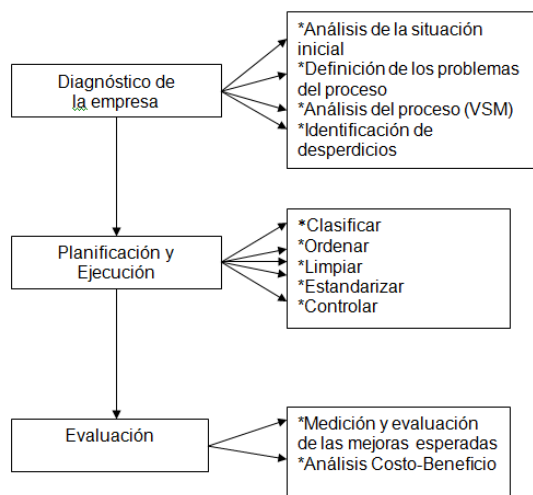 Diagnóstico de
la empresa
*Análisis de la situación
inicial
*Definición de los problemas
del proceso
*Análisis del proceso (VSM)
*Identificación de
desperdicios
Planificación y
Ejecución
*Clasificar
*Ordenar
*Limpiar
*Estandarizar
*Controlar
Evaluación
*Medición y evaluación
de las mejoras esperadas
*Análisis Costo-Beneficio